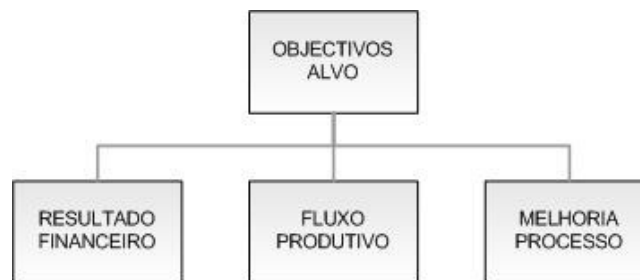 OBJECTIVOS
ALVO
RESULTADO
FINANCEIRO
FLUXO
PRODUTIVO
MELHORIA
PROCESSO